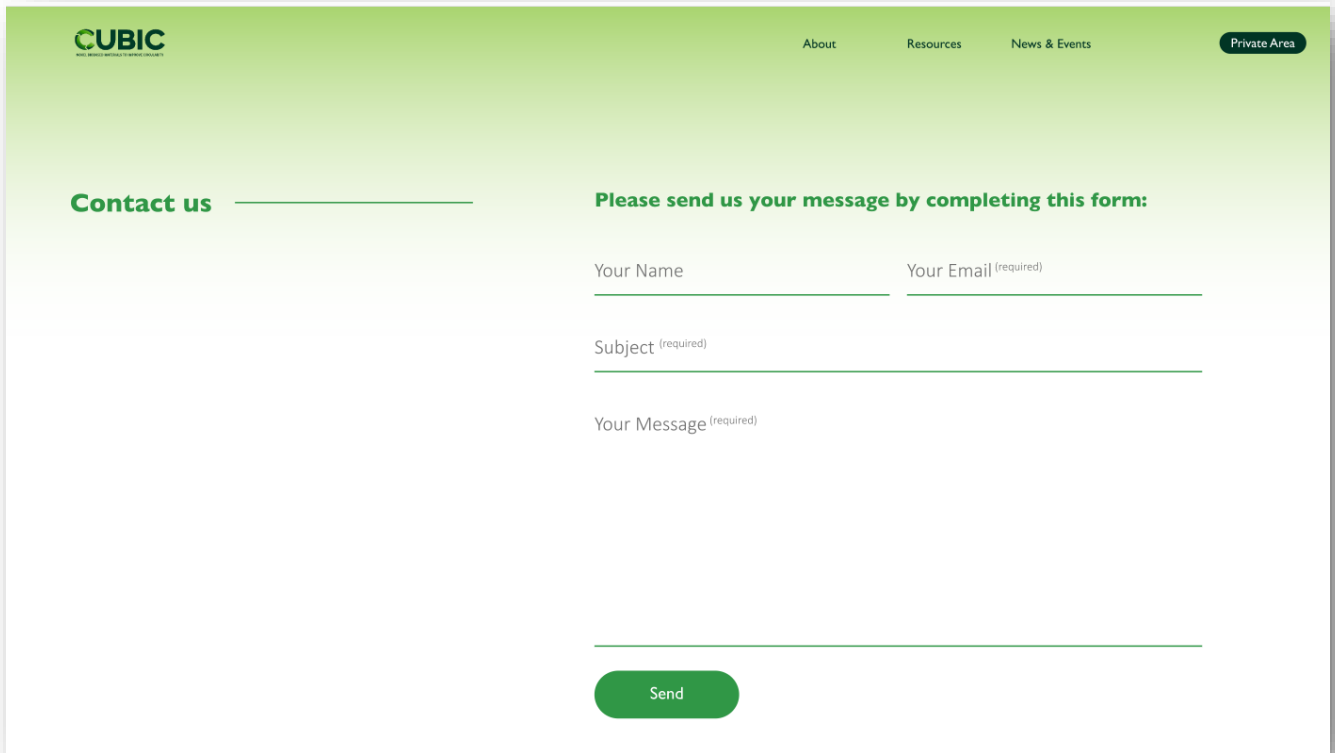 CUBIC
About
Resources
News & Events
Private Area
Contact us
Please send us your message by completing this form:
Your Name
Your Email (required)
Subject (required)
Your Message (required)
Send